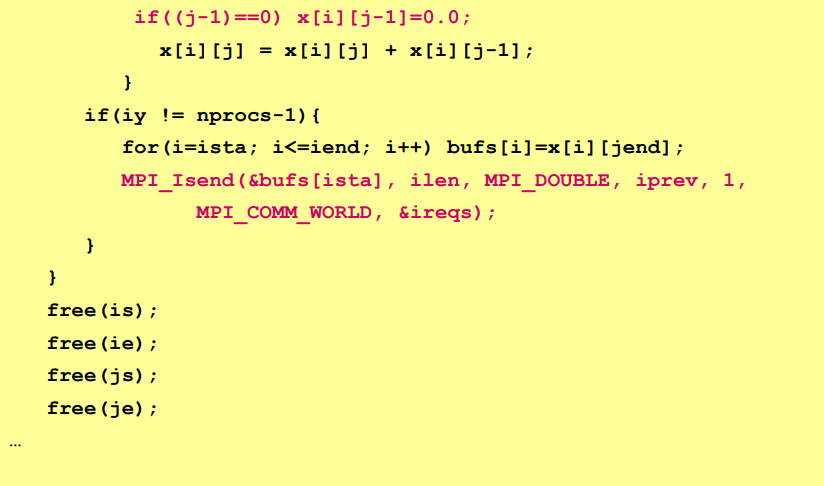 if((j-1)==0) x[i][j-1]=0.0;
x[i][j] = x[i][j] + x[i][j-1];
}
if(iy != nprocs-1){
for(i=ista; i<=iend; i++) bufs[i]=x[i][jend];
MPI_Isend(&bufs[ista], ilen, MPI_DOUBLE, iprev, 1,
MPI_COMM_WORLD, &ireqs);
}
}
free(is);
free(ie);
free(js);
free(je);
…